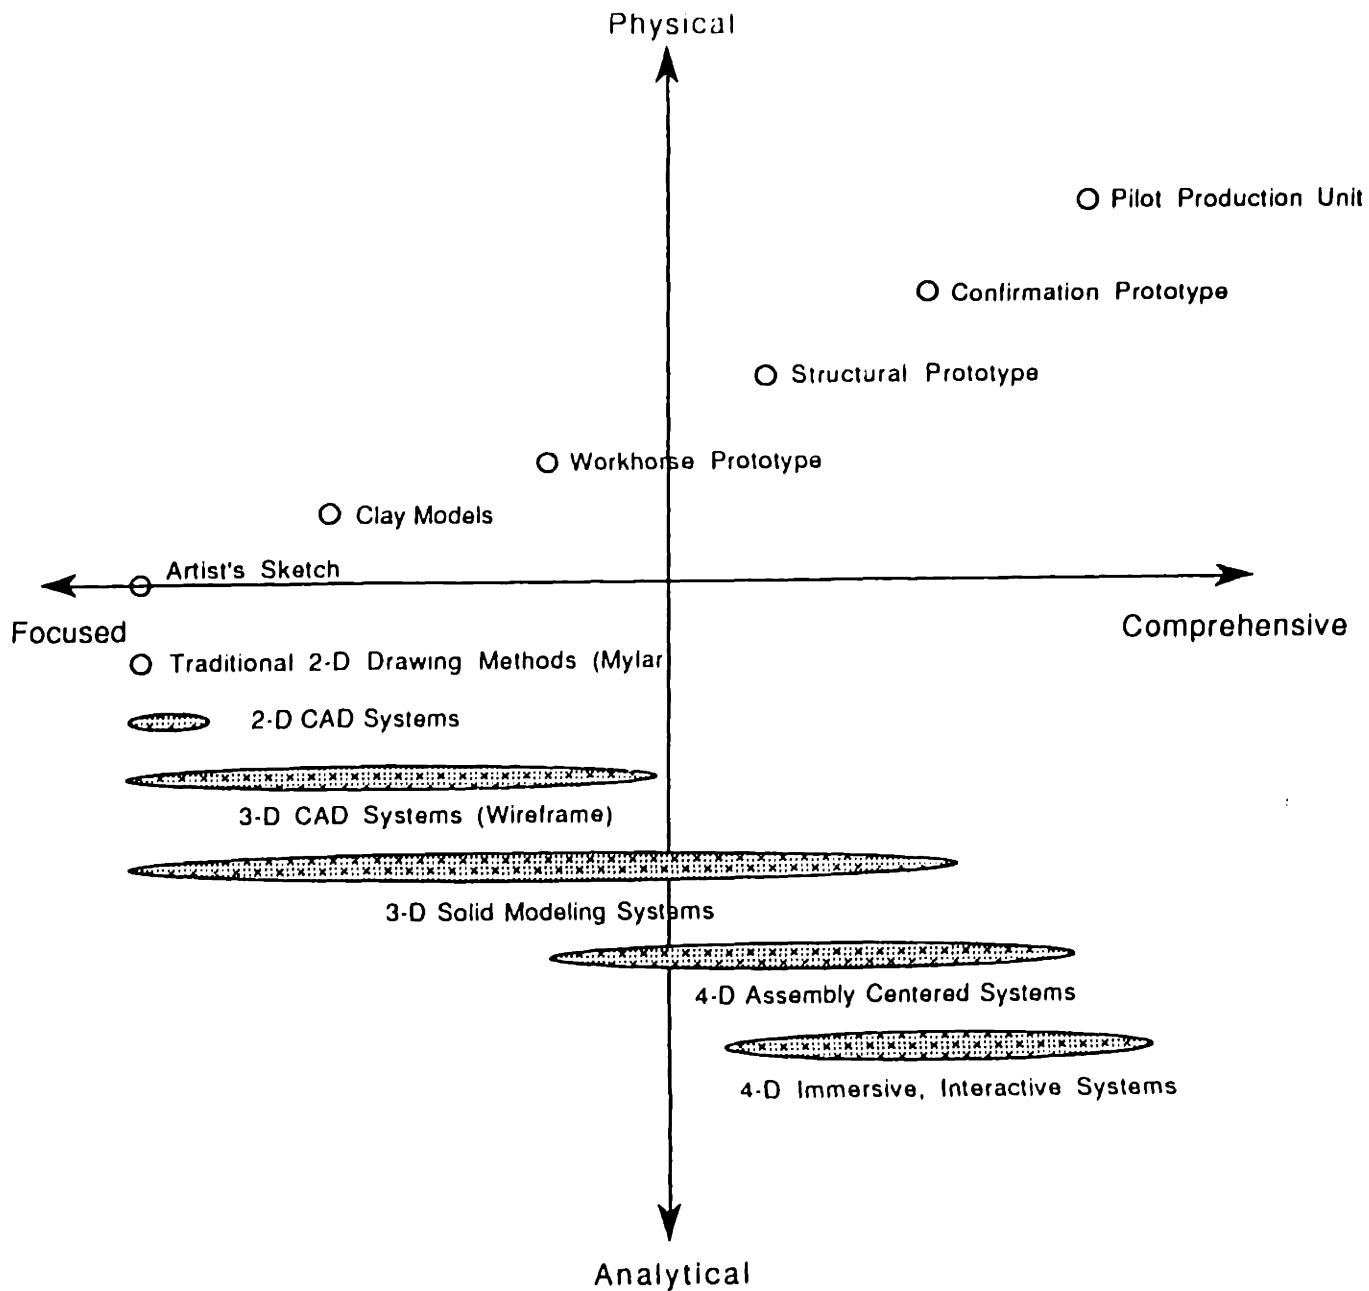 Physical
Pilot Production Unit
Confirmation Prototype
Structural Prototype
Workhorse Prototype
Clay Models
Artist's Sketch
Focused
Comprehensive
Traditional 2-D Drawing Methods (Mylar
2-D CAD Systems
3-D CAD Systems (Wireframe)
3-D Solid Modeling Systems
4-D Assembly Centered Systems
4-D Immersive, Interactive Systems
Analytical